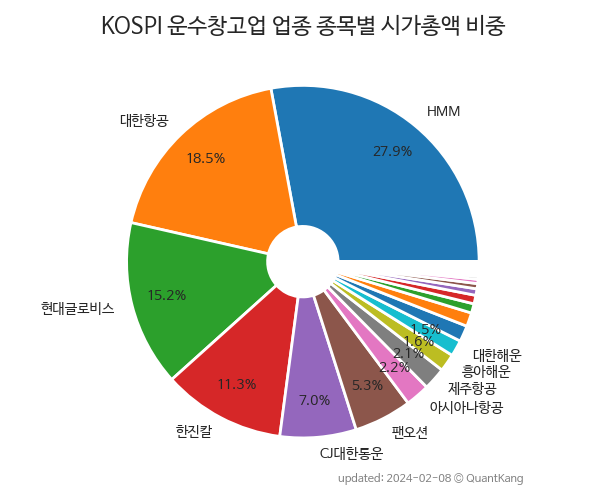 KOSPI 운수창고업 업종 종목별 시가총액 비중
HMM
27.9%
대한항공
18.5%
현대글로비스
15.2%
한진칼
11.3%
CJ대한통운
7.0%
팬오션
5.3%
아시아나항공
2.2%
제주항공
2.1%
흥아해운
1.6%
대한해운
1.5%
updated: 2024-02-08 © QuantKang